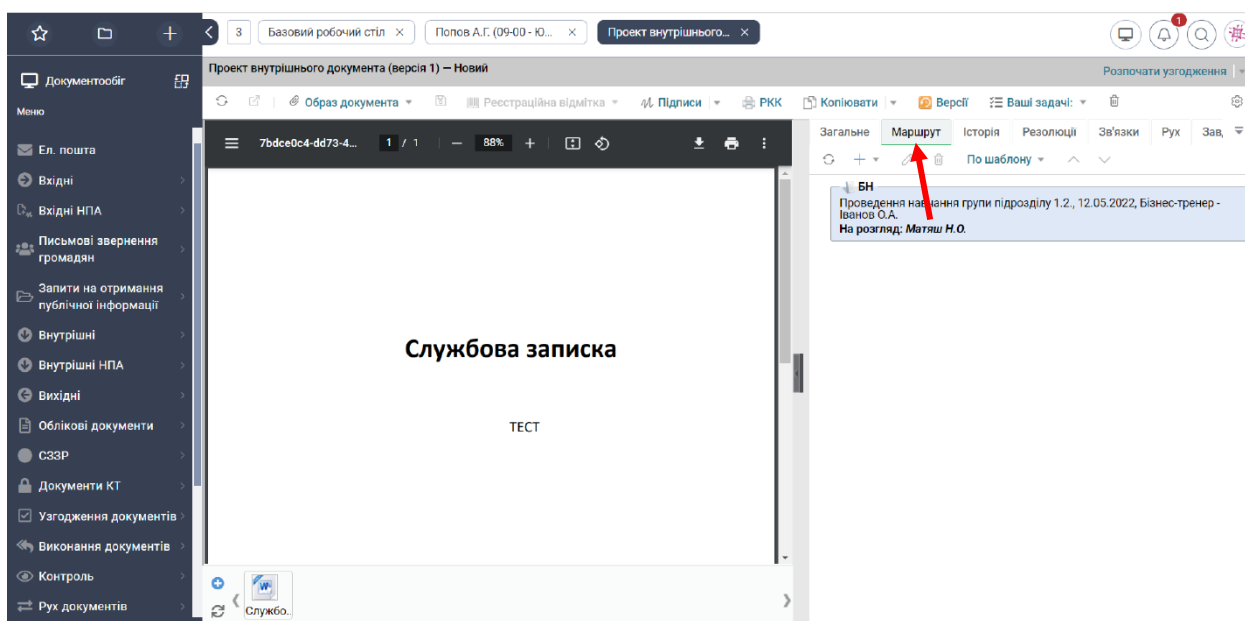 3
Базовий робочий стіл ×
Попов А.Г. (09-00 - Ю... ×
Проект внутрішнього... ×
1
Документообіг
Меню
Ел. пошта
Вхідні
Вхідні НПА
Письмові звернення
громадян
Запити на отримання
публічної інформації
Внутрішні
Внутрішні НПА
Вихідні
Облікові документи
СЗЗР
Документи КТ
Узгодження документів
Виконання документів
Контроль
Рух документів
Проект внутрішнього документа (версія 1) — Новий
Розпочати узгодження
Образ документа
Реєстраційна відмітка
Підписи
РКК
Копіювати
Версії
Ваші задачі:
7bdce0c4-dd73-4...
1 / 1
88%
Службова записка
ТЕСТ
Службо..
Загальне
Маршрут
Історія
Резолюції
Зв'язки
Рух
Зав,
По шаблону
БН
Проведення навчання групи підрозділу 1.2., 12.05.2022, Бізнес-тренер -
Іванов О.А.
На розгляд: Матяш Н.О.